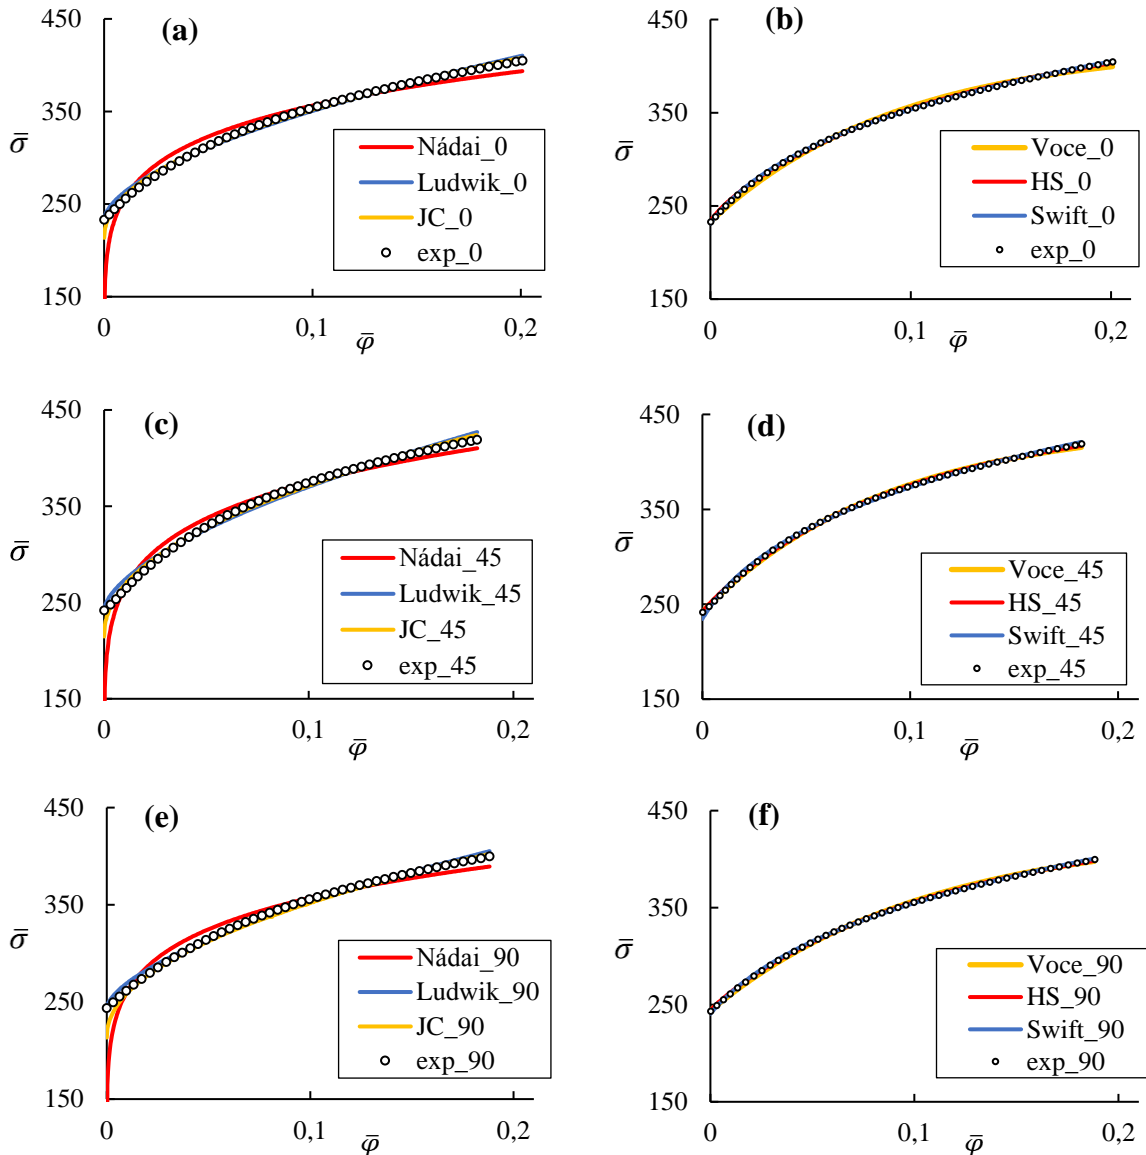 (a)
450
350
250
150
σ̄
0
0,1
0,2
φ̄
Nádai_0
Ludwik_0
JC_0
exp_0
(b)
450
350
250
150
σ̄
0
0,1
0,2
φ̄
Voce_0
HS_0
Swift_0
exp_0
(c)
450
350
250
150
σ̄
0
0,1
0,2
φ̄
Nádai_45
Ludwik_45
JC_45
exp_45
(d)
450
350
250
150
σ̄
0
0,1
0,2
φ̄
Voce_45
HS_45
Swift_45
exp_45
(e)
450
350
250
150
σ̄
0
0,1
0,2
φ̄
Nádai_90
Ludwik_90
JC_90
exp_90
(f)
450
350
250
150
σ̄
0
0,1
0,2
φ̄
Voce_90
HS_90
Swift_90
exp_90